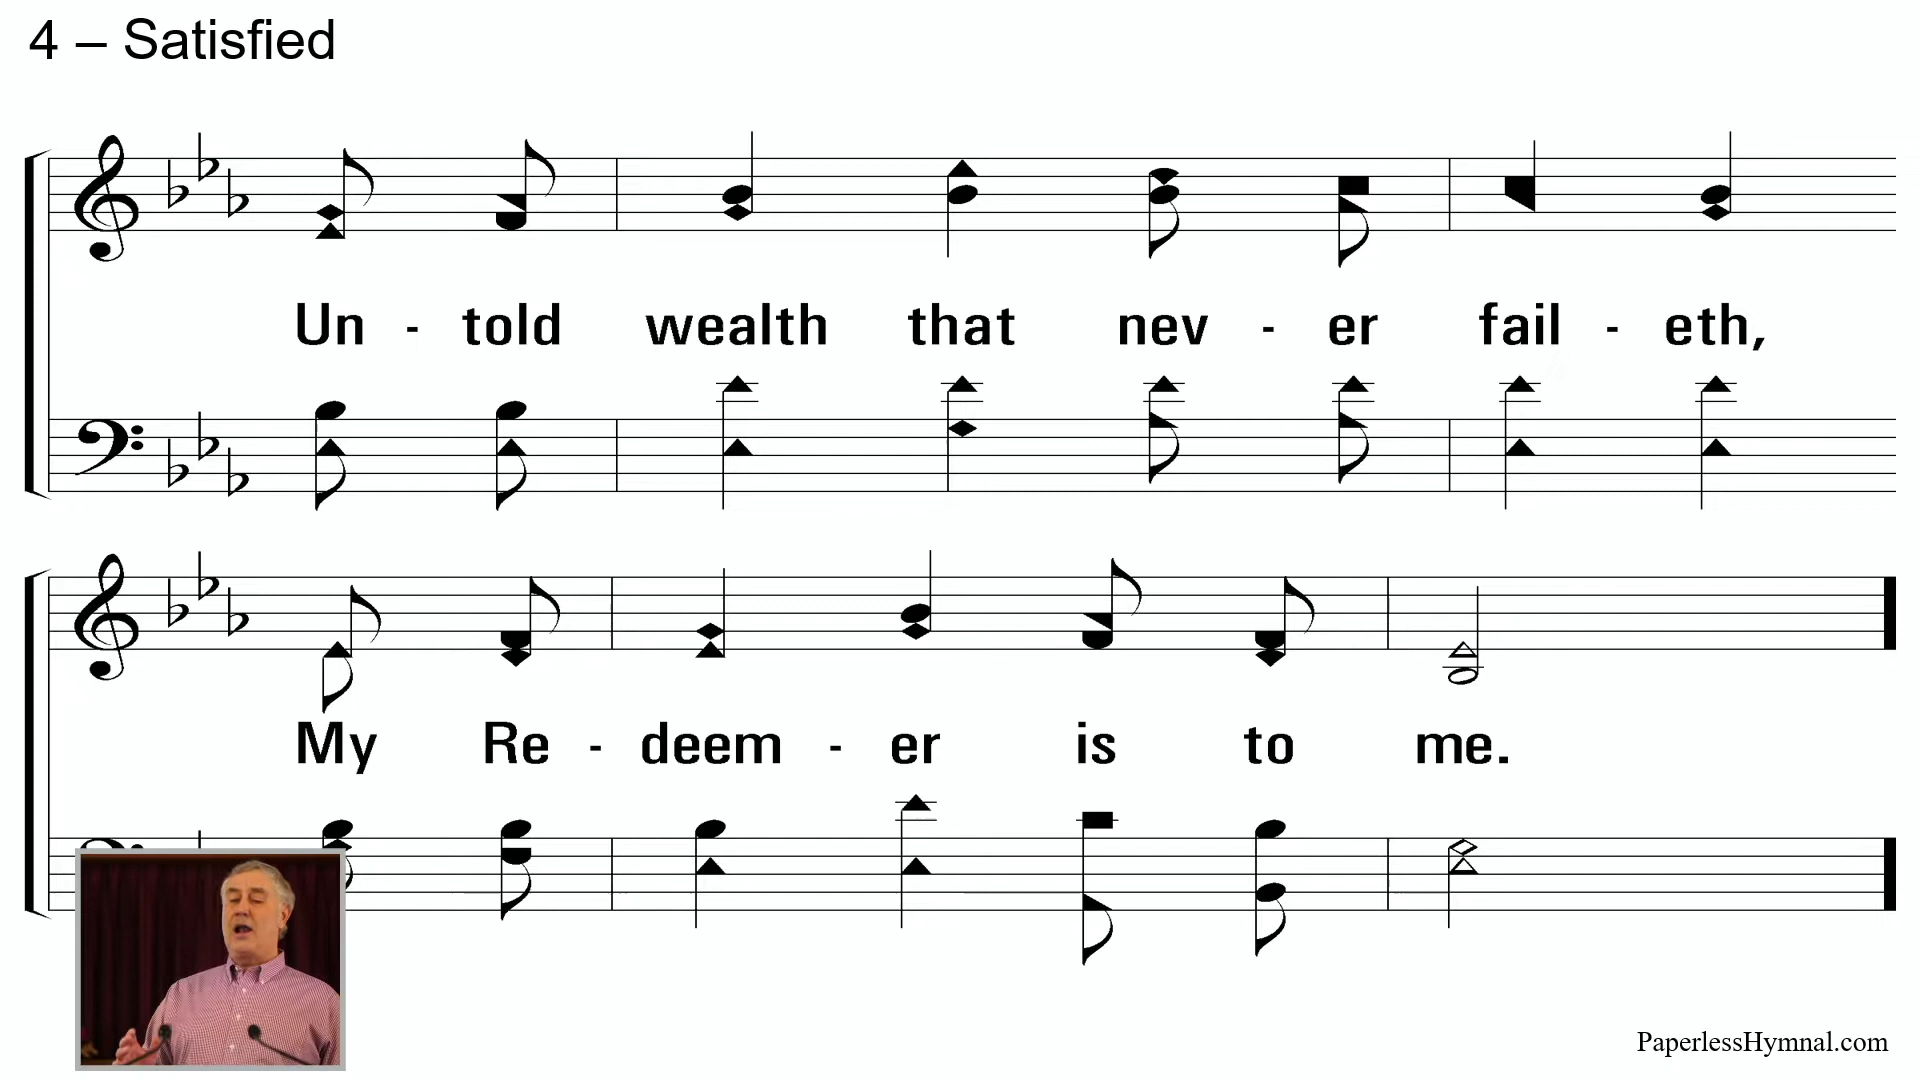 4 – Satisfied
Un - told wealth that nev - er fail - eth,
My Re - deem - er is to me.
PaperlessHymnal.com